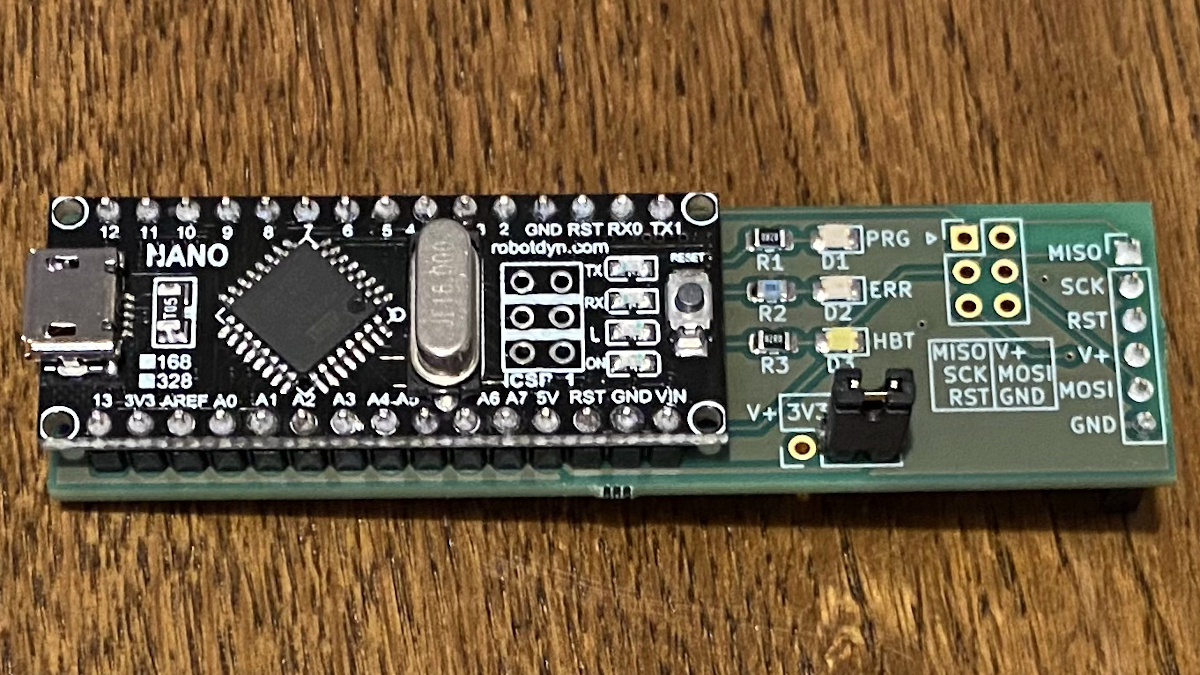 12 11 10 9 8 7 6 5 4 3 2 GND RST RX0 TX1
NANO
robotdyn.com
RESET
TX
RX
L
ON
168
328
ICSP 1
13 3V3 AREF A0 A1 A2 A3 A4 A5 A6 A7 5V RST GND VIN
PRG
R1 D1
ERR
R2 D2
HBT
R3 D3
V+ 3V3
MISO V+
SCK MOSI
RST GND
MISO
SCK
RST
V+
MOSI
GND